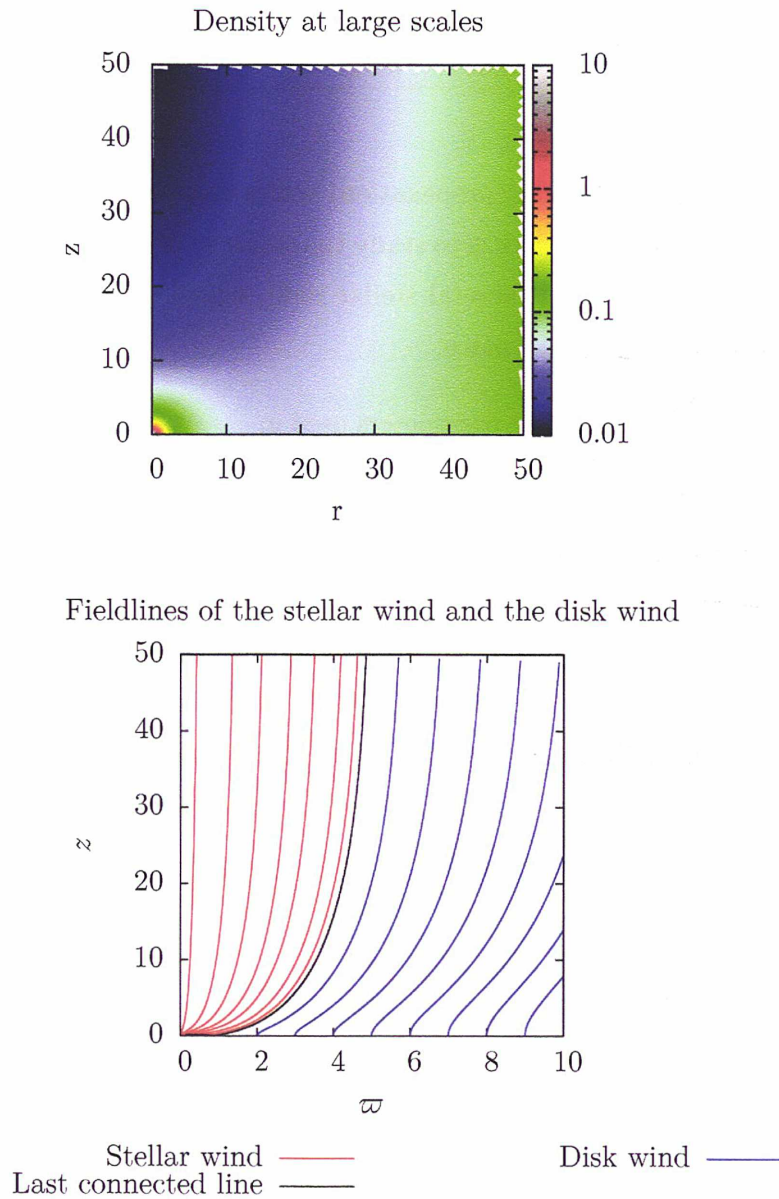 Density at large scales
50
40
30
20
10
0
z
0 10 20 30 40 50
r
10
1
0.1
0.01
Fieldlines of the stellar wind and the disk wind
50
40
30
20
10
0
z
0 2 4 6 8 10
ϖ
Stellar wind
Last connected line
Disk wind